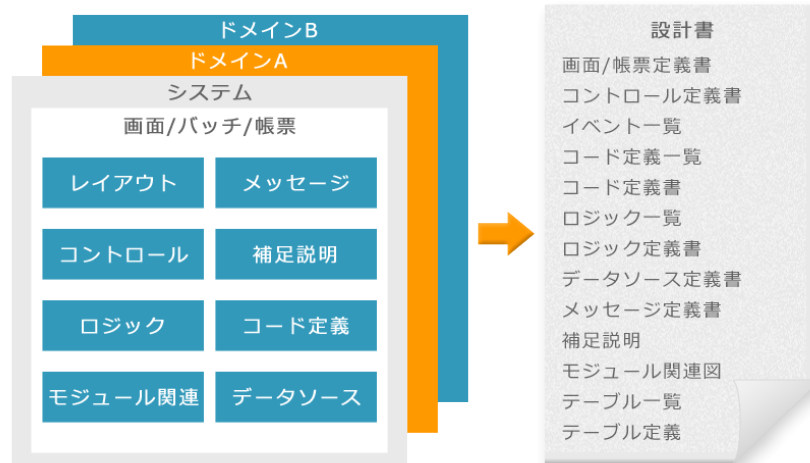 ドメインB
ドメインA
システム
画面/バッチ/帳票
レイアウト
メッセージ
コントロール
補足説明
ロジック
コード定義
モジュール関連
データソース
設計書
画面/帳票定義書
コントロール定義書
イベント一覧
コード定義一覧
コード定義書
ロジック一覧
ロジック定義書
データソース定義書
メッセージ定義書
補足説明
モジュール関連図
テーブル一覧
テーブル定義